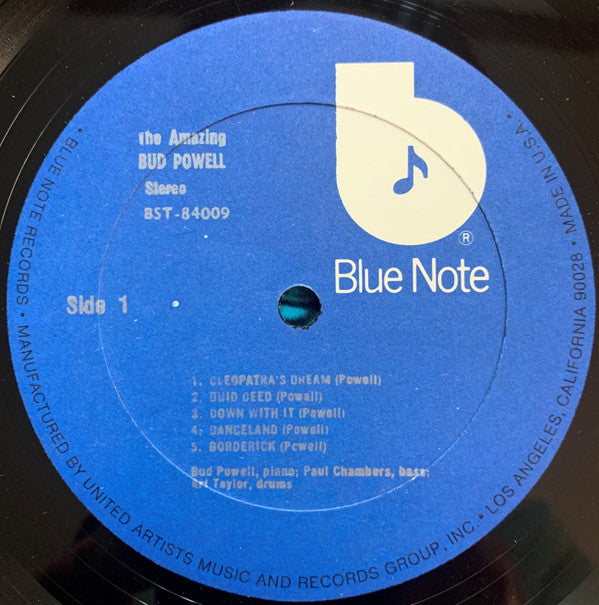 The Amazing
BUD POWELL
Stereo
BST-84009
Side 1
b
®
Blue Note
1. CLEOPATRA'S DREAM (Powell)
2. DUID DEED (Powell)
3. DOWN WITH IT (Powell)
4. DANCELAND (Powell)
5. BORDERICK (Powell)
Bud Powell, piano; Paul Chambers, bass;
Art Taylor, drums
• BLUE NOTE RECORDS • MANUFACTURED BY UNITED ARTISTS MUSIC AND RECORDS GROUP, INC. • LOS ANGELES, CALIFORNIA 90028 • MADE IN U.S.A. •